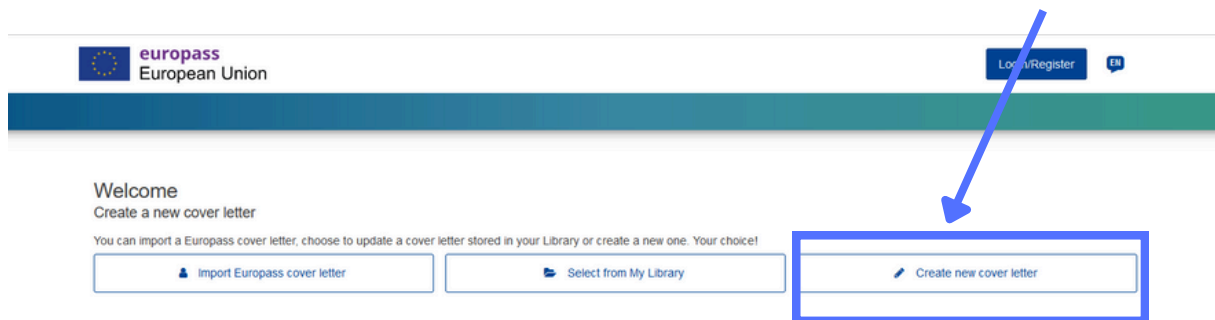 europass
European Union
Login/Register
EN
Welcome
Create a new cover letter
You can import a Europass cover letter, choose to update a cover letter stored in your Library or create a new one. Your choice!
Import Europass cover letter
Select from My Library
Create new cover letter